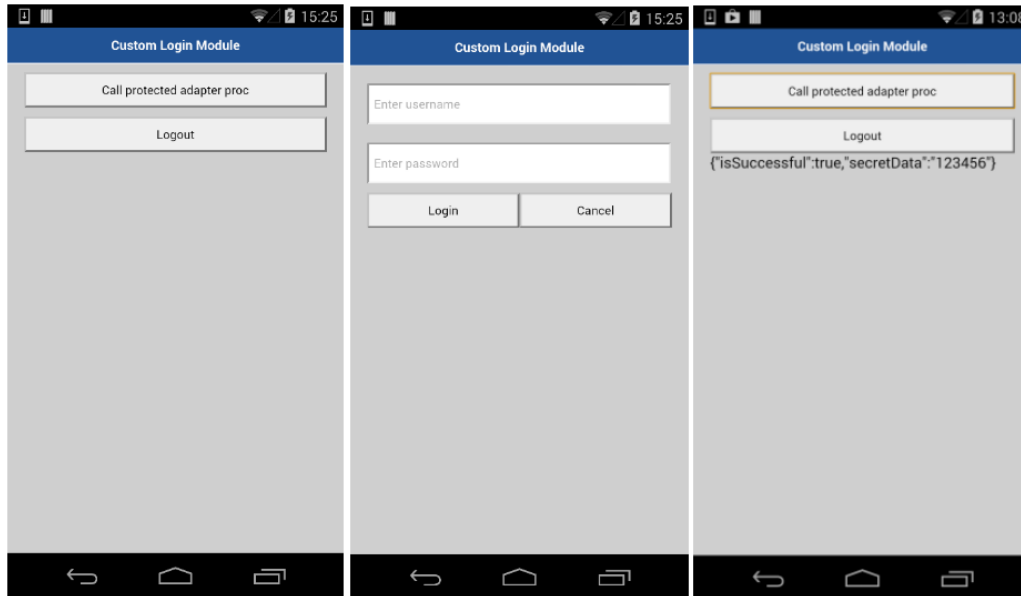 15:25
Custom Login Module
Call protected adapter proc
Logout
15:25
Custom Login Module
Enter username
Enter password
Login Cancel
13:08
Custom Login Module
Call protected adapter proc
Logout
{"isSuccessful":true,"secretData":"123456"}